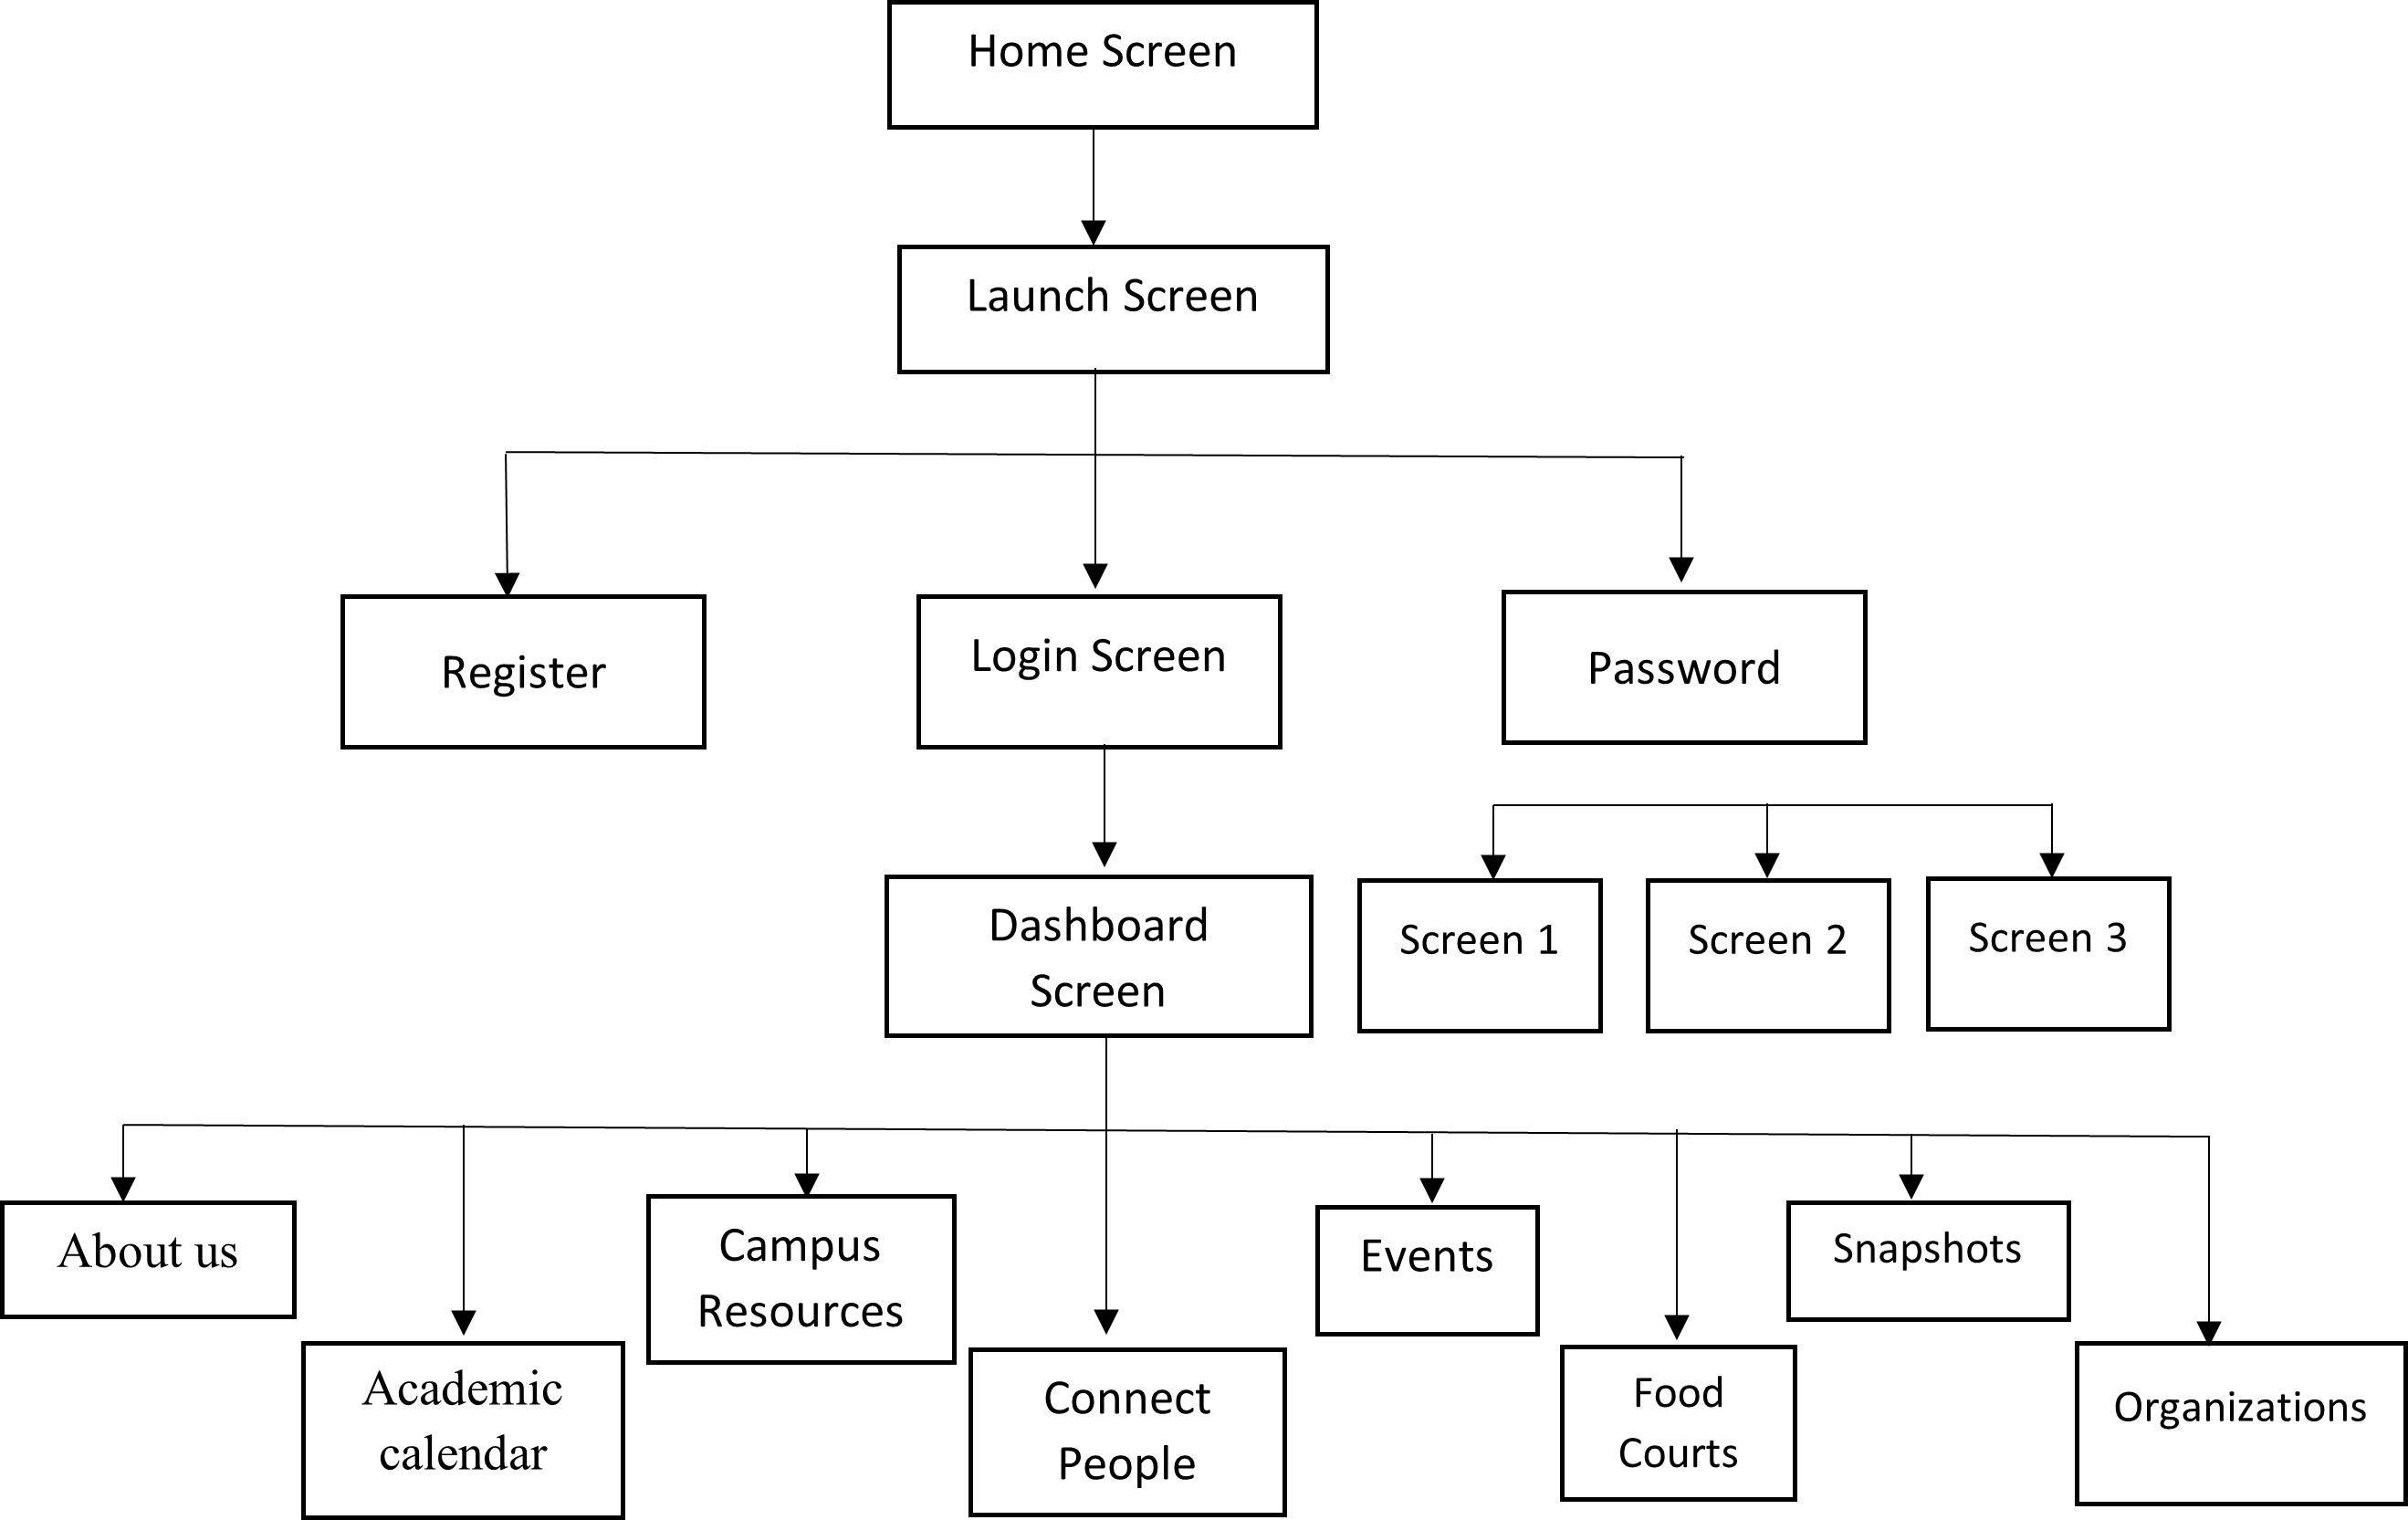 Home Screen
Launch Screen
Register
Login Screen
Password
Dashboard
Screen
Screen 1
Screen 2
Screen 3
About us
Academic
calendar
Campus
Resources
Connect
People
Events
Food
Courts
Snapshots
Organizations